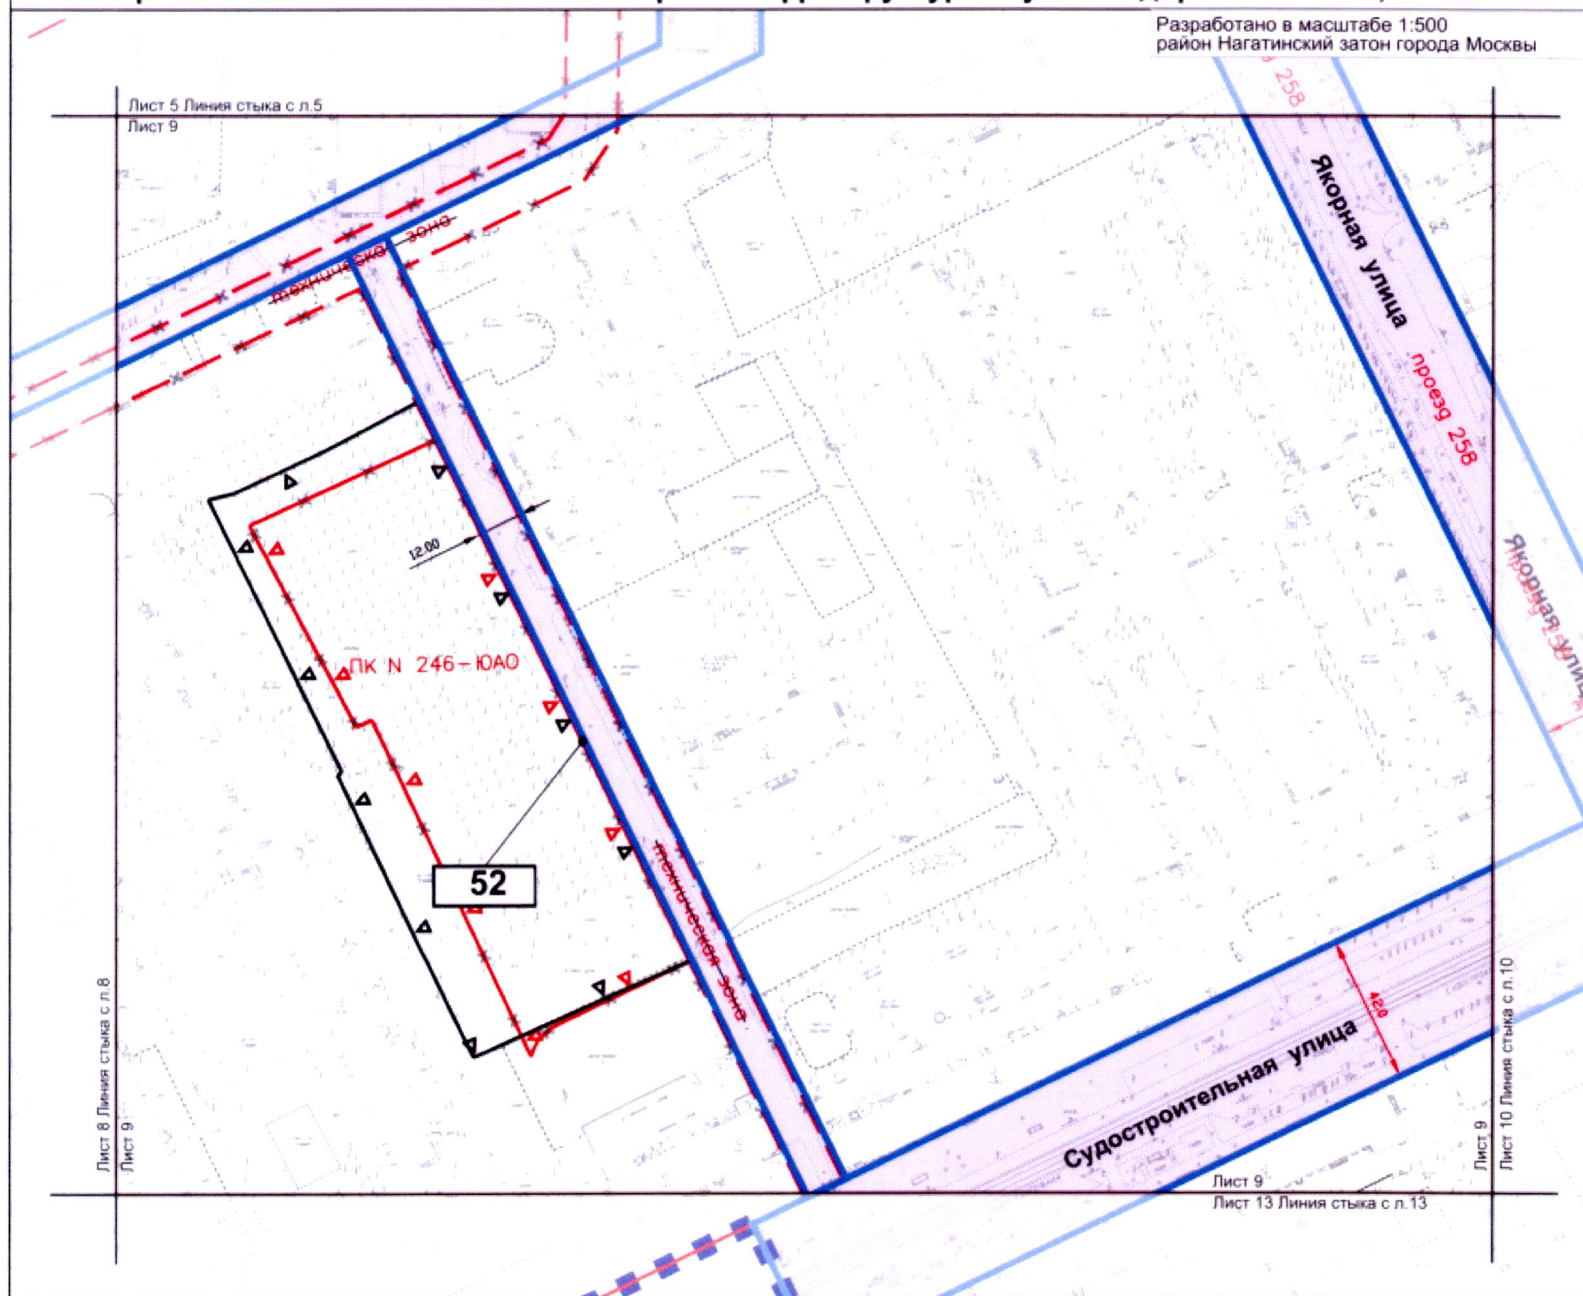 Разработано в масштабе 1:500
район Нагатинский затон города Москвы
Лист 5 Линия стыка с л.5
Лист 9
258
Якорная улица
проезд 258
техническая зона
12.00
ПК N 246-ЮАО
Якорная улица
проезд 258
52
техническая зона
42.0
Судостроительная улица
Лист 8 Линия стыка с л.8
Лист 9
Лист 9
Лист 10 Линия стыка с л.10
Лист 9
Лист 13 Линия стыка с л.13